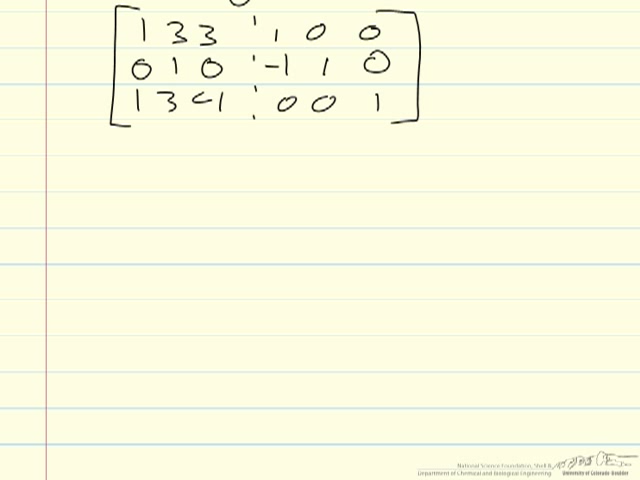 1 3 3 ¦ 1 0 0
0 1 0 ¦ -1 1 0
1 3 4 ¦ 0 0 1
National Science Foundation, Shell
Department of Chemical and Biological Engineering
University of Colorado Boulder